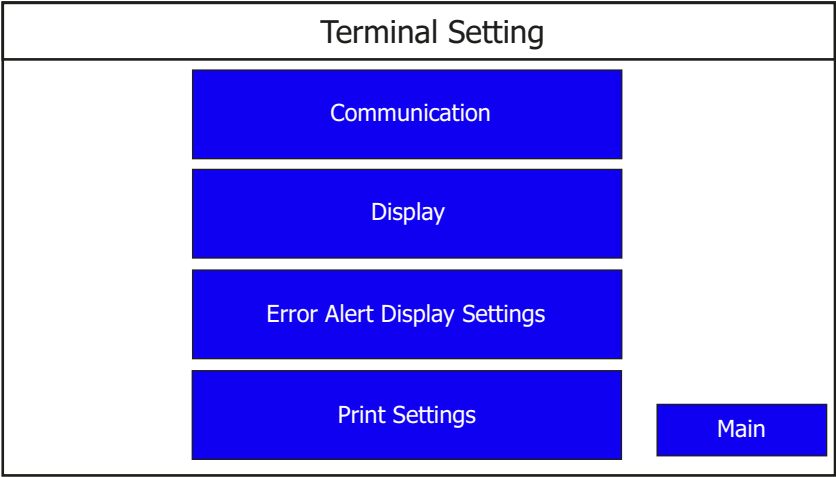 Terminal Setting
Communication
Display
Error Alert Display Settings
Print Settings
Main